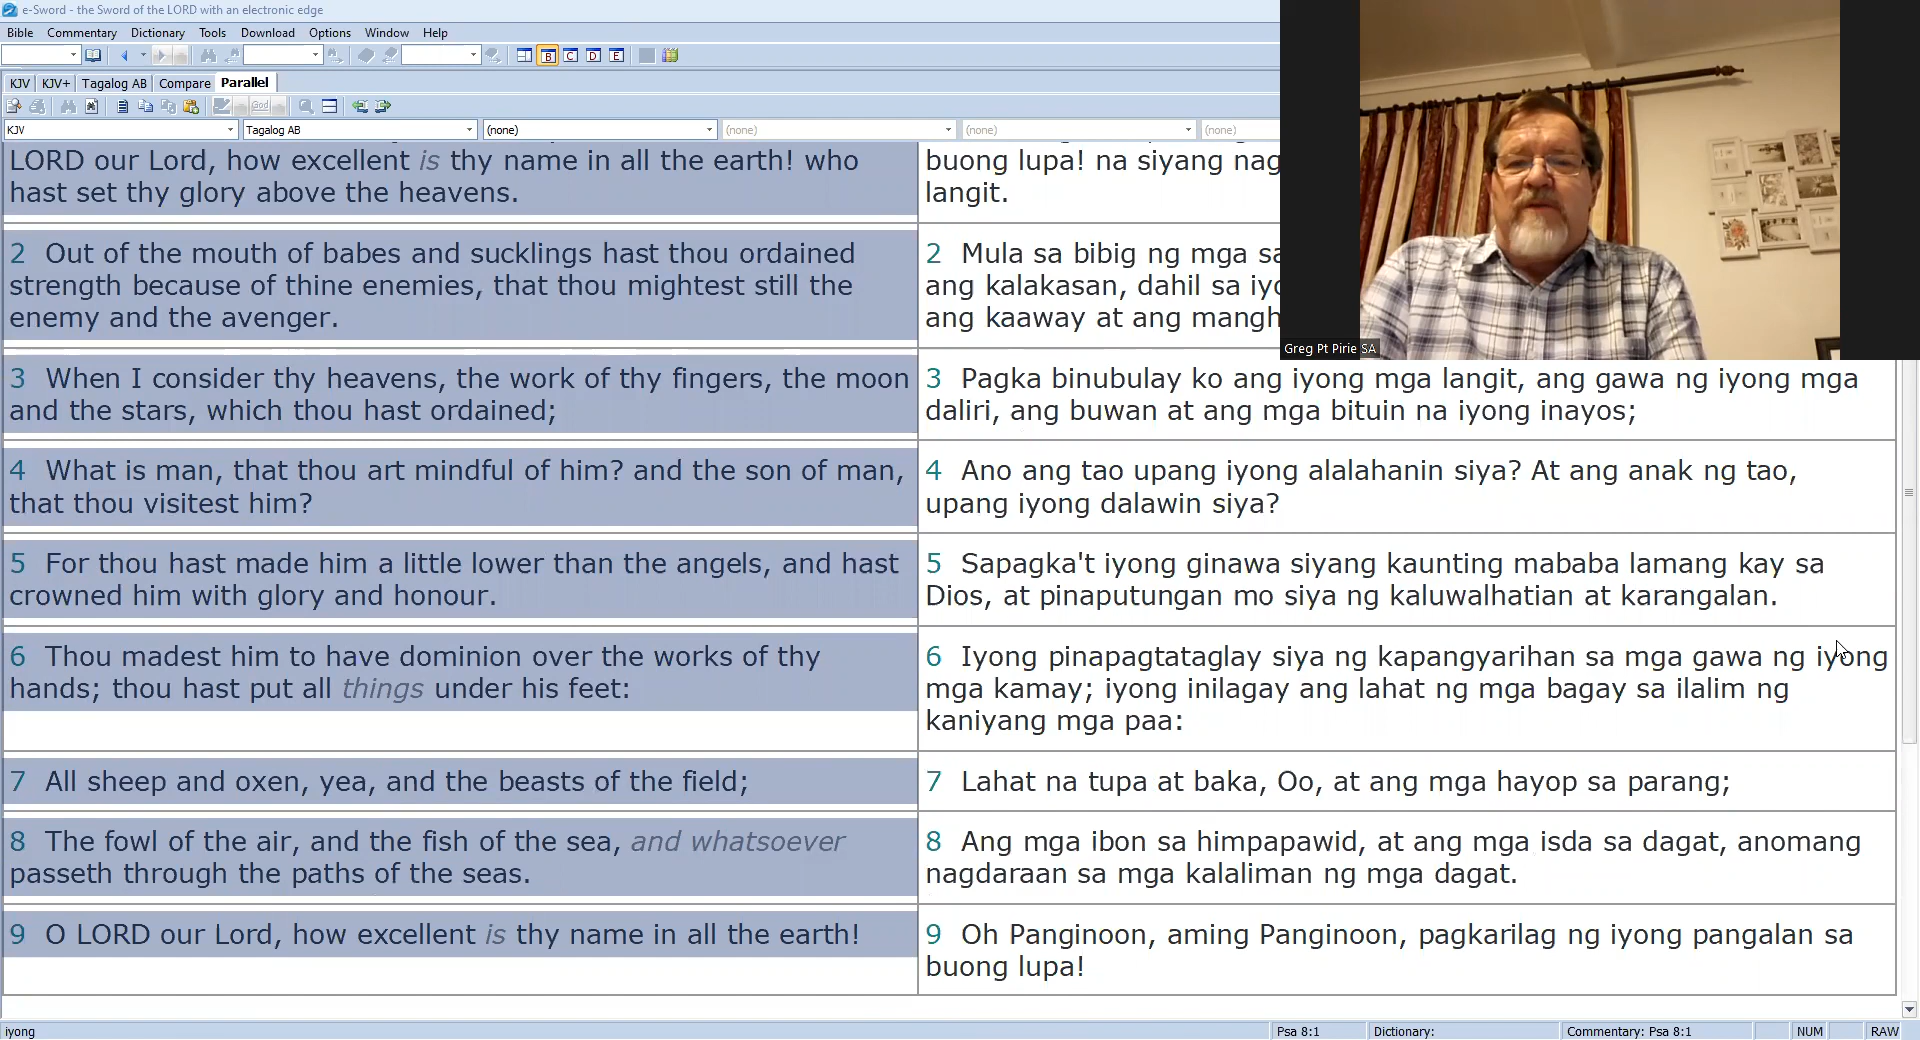 e-Sword - the Sword of the LORD with an electronic edge
Bible Commentary Dictionary Tools Download Options Window Help
B C D E
KJV KJV+ Tagalog AB Compare Parallel
KJV Tagalog AB (none) (none) (none) (none)
LORD our Lord, how excellent is thy name in all the earth! who
hast set thy glory above the heavens.
2 Out of the mouth of babes and sucklings hast thou ordained
strength because of thine enemies, that thou mightest still the
enemy and the avenger.
3 When I consider thy heavens, the work of thy fingers, the moon
and the stars, which thou hast ordained;
4 What is man, that thou art mindful of him? and the son of man,
that thou visitest him?
5 For thou hast made him a little lower than the angels, and hast
crowned him with glory and honour.
6 Thou madest him to have dominion over the works of thy
hands; thou hast put all things under his feet:
7 All sheep and oxen, yea, and the beasts of the field;
8 The fowl of the air, and the fish of the sea, and whatsoever
passeth through the paths of the seas.
9 O LORD our Lord, how excellent is thy name in all the earth!
buong lupa! na siyang nag
langit.
2 Mula sa bibig ng mga sa
ang kalakasan, dahil sa iyo
ang kaaway at ang mangh
Greg Pt Pirie SA
3 Pagka binubulay ko ang iyong mga langit, ang gawa ng iyong mga
daliri, ang buwan at ang mga bituin na iyong inayos;
4 Ano ang tao upang iyong alalahanin siya? At ang anak ng tao,
upang iyong dalawin siya?
5 Sapagka't iyong ginawa siyang kaunting mababa lamang kay sa
Dios, at pinaputungan mo siya ng kaluwalhatian at karangalan.
6 Iyong pinapagtataglay siya ng kapangyarihan sa mga gawa ng iyong
mga kamay; iyong inilagay ang lahat ng mga bagay sa ilalim ng
kaniyang mga paa:
7 Lahat na tupa at baka, Oo, at ang mga hayop sa parang;
8 Ang mga ibon sa himpapawid, at ang mga isda sa dagat, anomang
nagdaraan sa mga kalaliman ng mga dagat.
9 Oh Panginoon, aming Panginoon, pagkarilag ng iyong pangalan sa
buong lupa!
iyong Psa 8:1 Dictionary: Commentary: Psa 8:1 NUM RAW